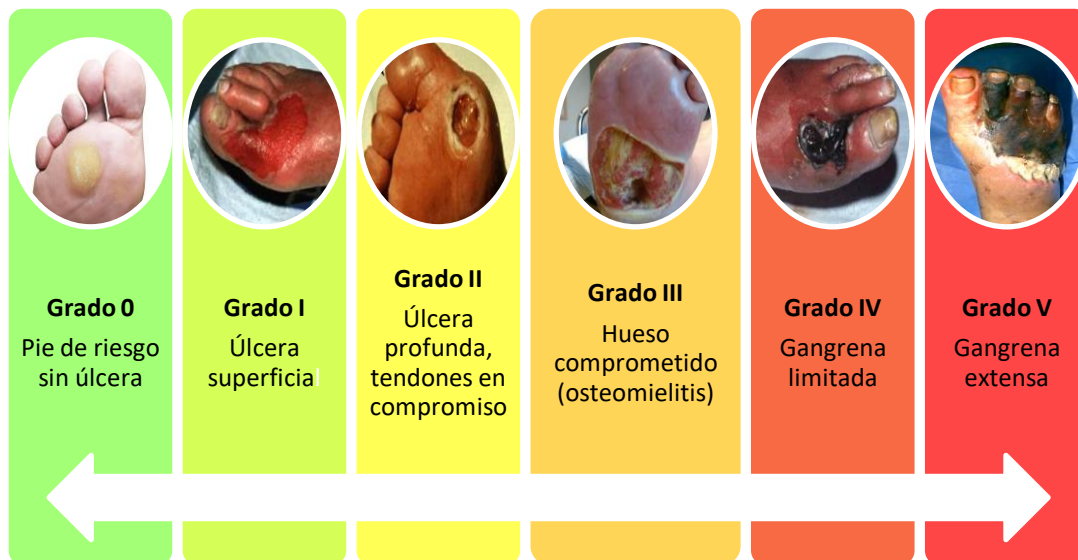 Grado 0
Pie de riesgo
sin úlcera
Grado I
Úlcera
superficial
Grado II
Úlcera
profunda,
tendones en
compromiso
Grado III
Hueso
comprometido
(osteomielitis)
Grado IV
Gangrena
limitada
Grado V
Gangrena
extensa